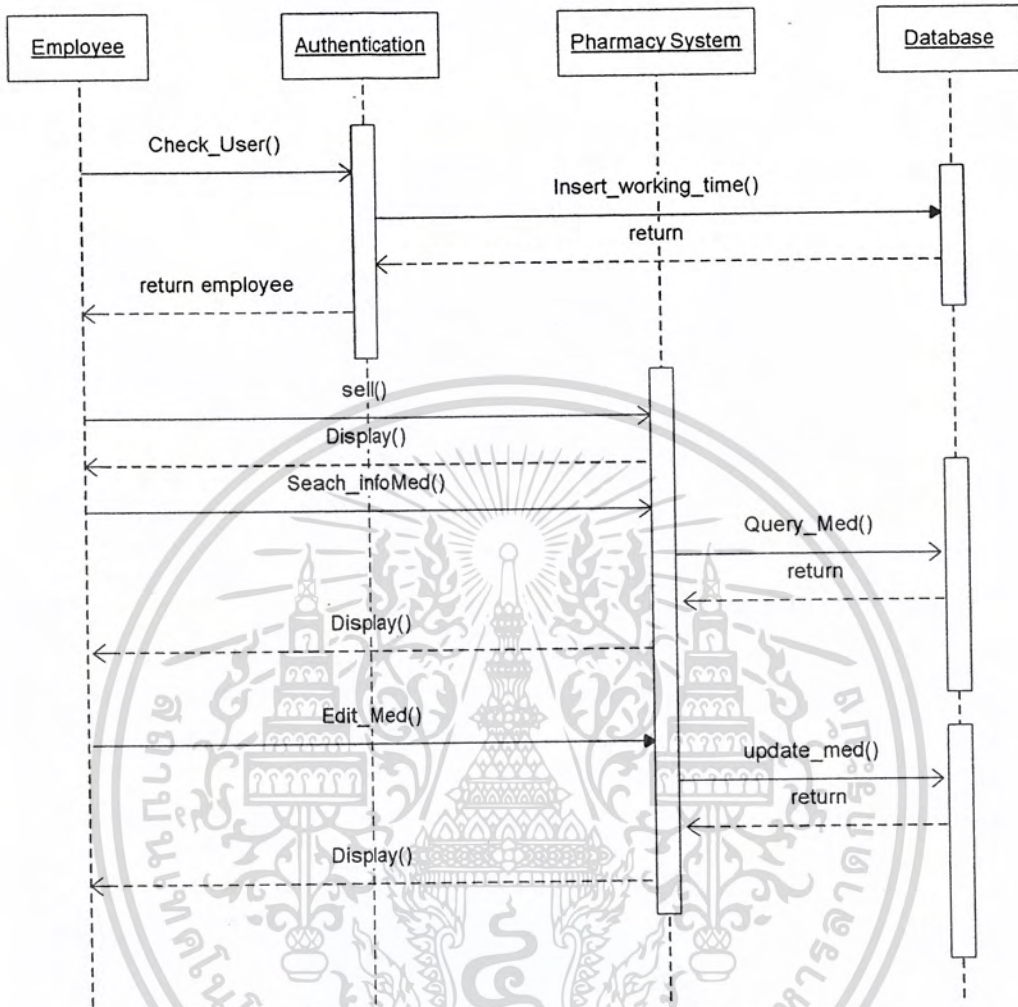 Employee
Authentication
Pharmacy System
Database
Check_User()
Insert_working_time()
return
return employee
sell()
Display()
Seach_infoMed()
Query_Med()
return
Display()
Edit_Med()
update_med()
return
Display()